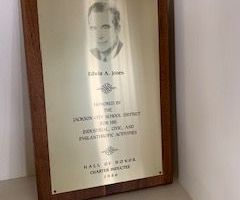 Edwin A. Jones
HONORED BY
THE
JACKSON CITY SCHOOL DISTRICT
FOR HIS
INDUSTRIAL, CIVIC, AND
PHILANTHROPIC ACTIVITIES
HALL OF HONOR
CHARTER INDUCTEE